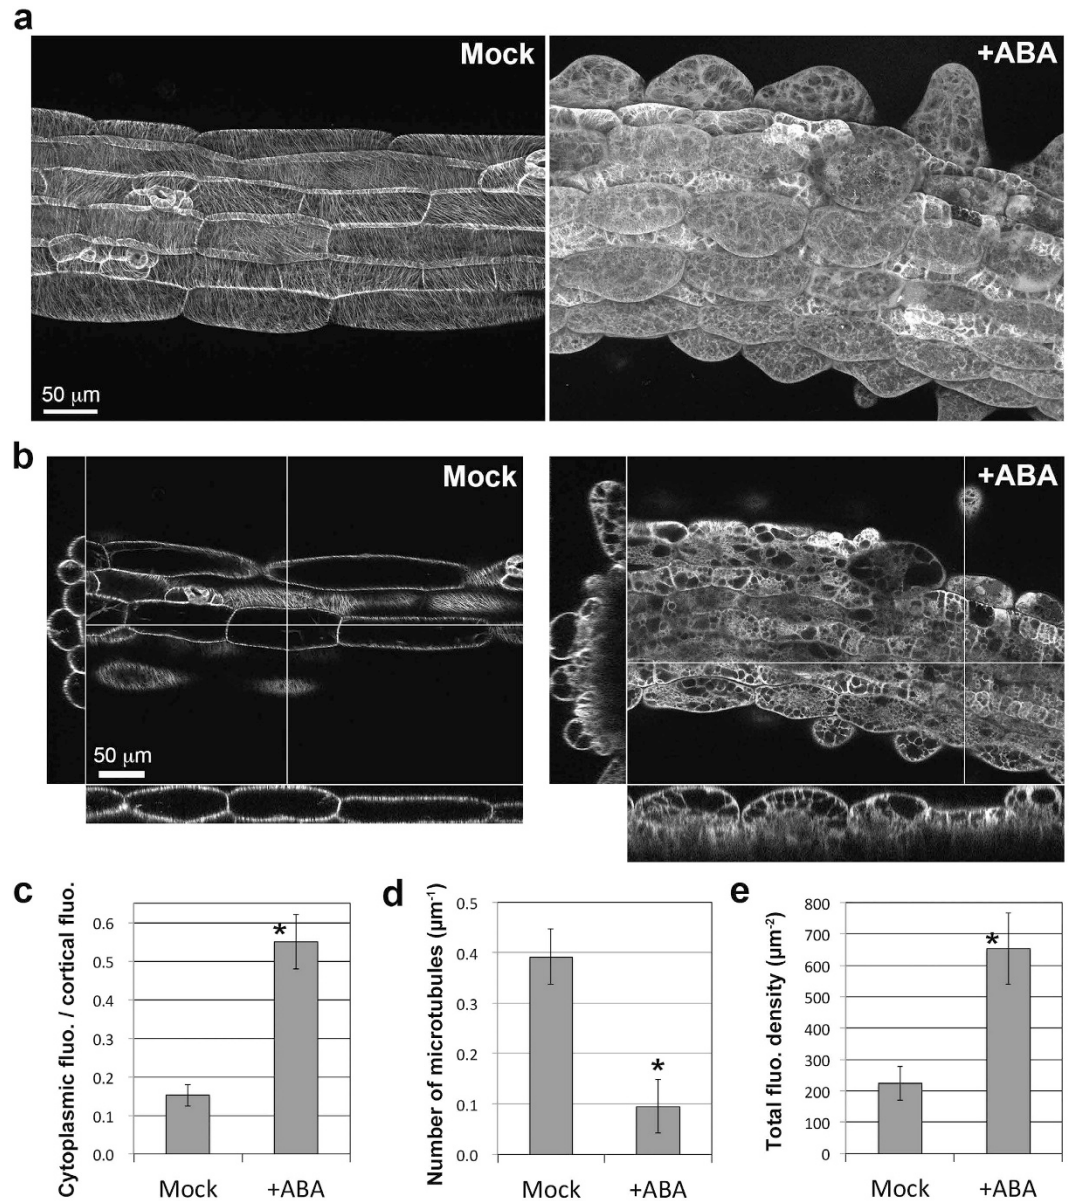 a
Mock
+ABA
50 μm
b
Mock
+ABA
50 μm
c
Cytoplasmic fluo. / cortical fluo.
0.6
0.5
0.4
0.3
0.2
0.1
0.0
*
Mock
+ABA
d
Number of microtubules (μm⁻¹)
0.5
0.4
0.3
0.2
0.1
0.0
*
Mock
+ABA
e
Total fluo. density (μm⁻²)
800
700
600
500
400
300
200
100
0
*
Mock
+ABA